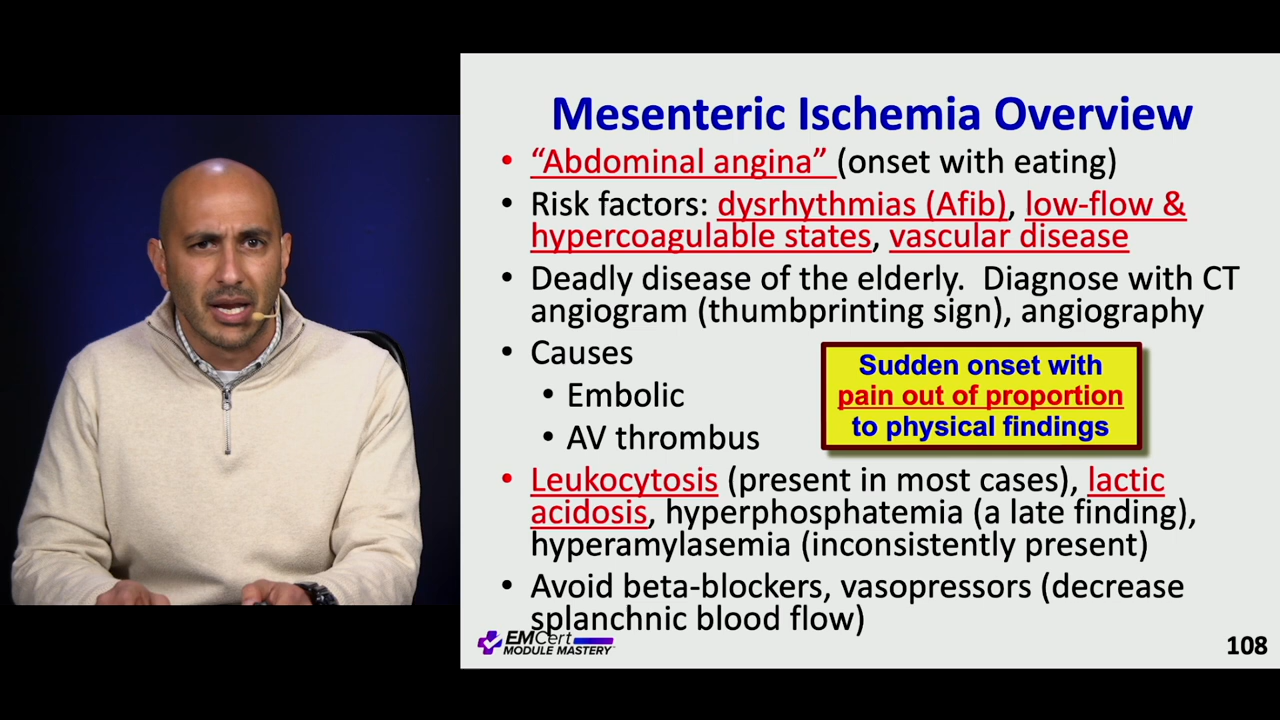 Mesenteric Ischemia Overview
• “Abdominal angina” (onset with eating)
• Risk factors: dysrhythmias (Afib), low-flow &
hypercoagulable states, vascular disease
• Deadly disease of the elderly.  Diagnose with CT
angiogram (thumbprinting sign), angiography
• Causes
• Embolic
• AV thrombus
Sudden onset with
pain out of proportion
to physical findings
• Leukocytosis (present in most cases), lactic
acidosis, hyperphosphatemia (a late finding),
hyperamylasemia (inconsistently present)
• Avoid beta-blockers, vasopressors (decrease
splanchnic blood flow)
EMCert
MODULE MASTERY
108